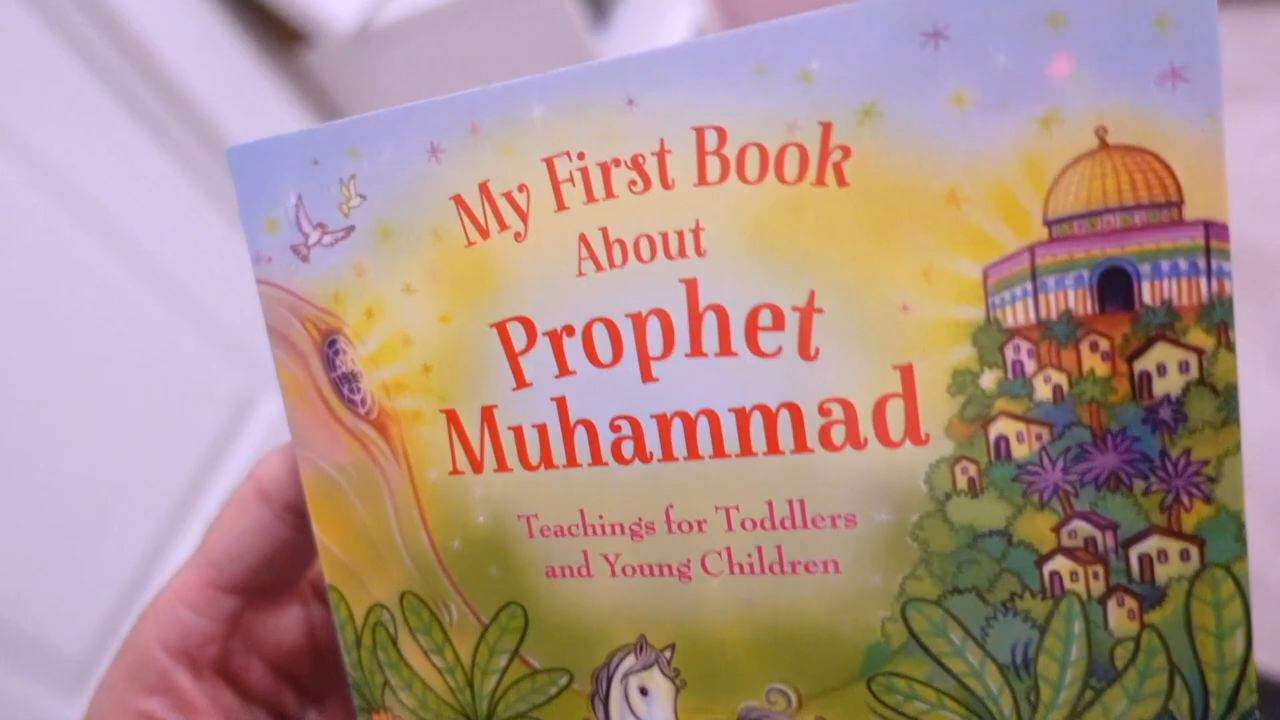 My First Book
About
Prophet
Muhammad
Teachings for Toddlers
and Young Children